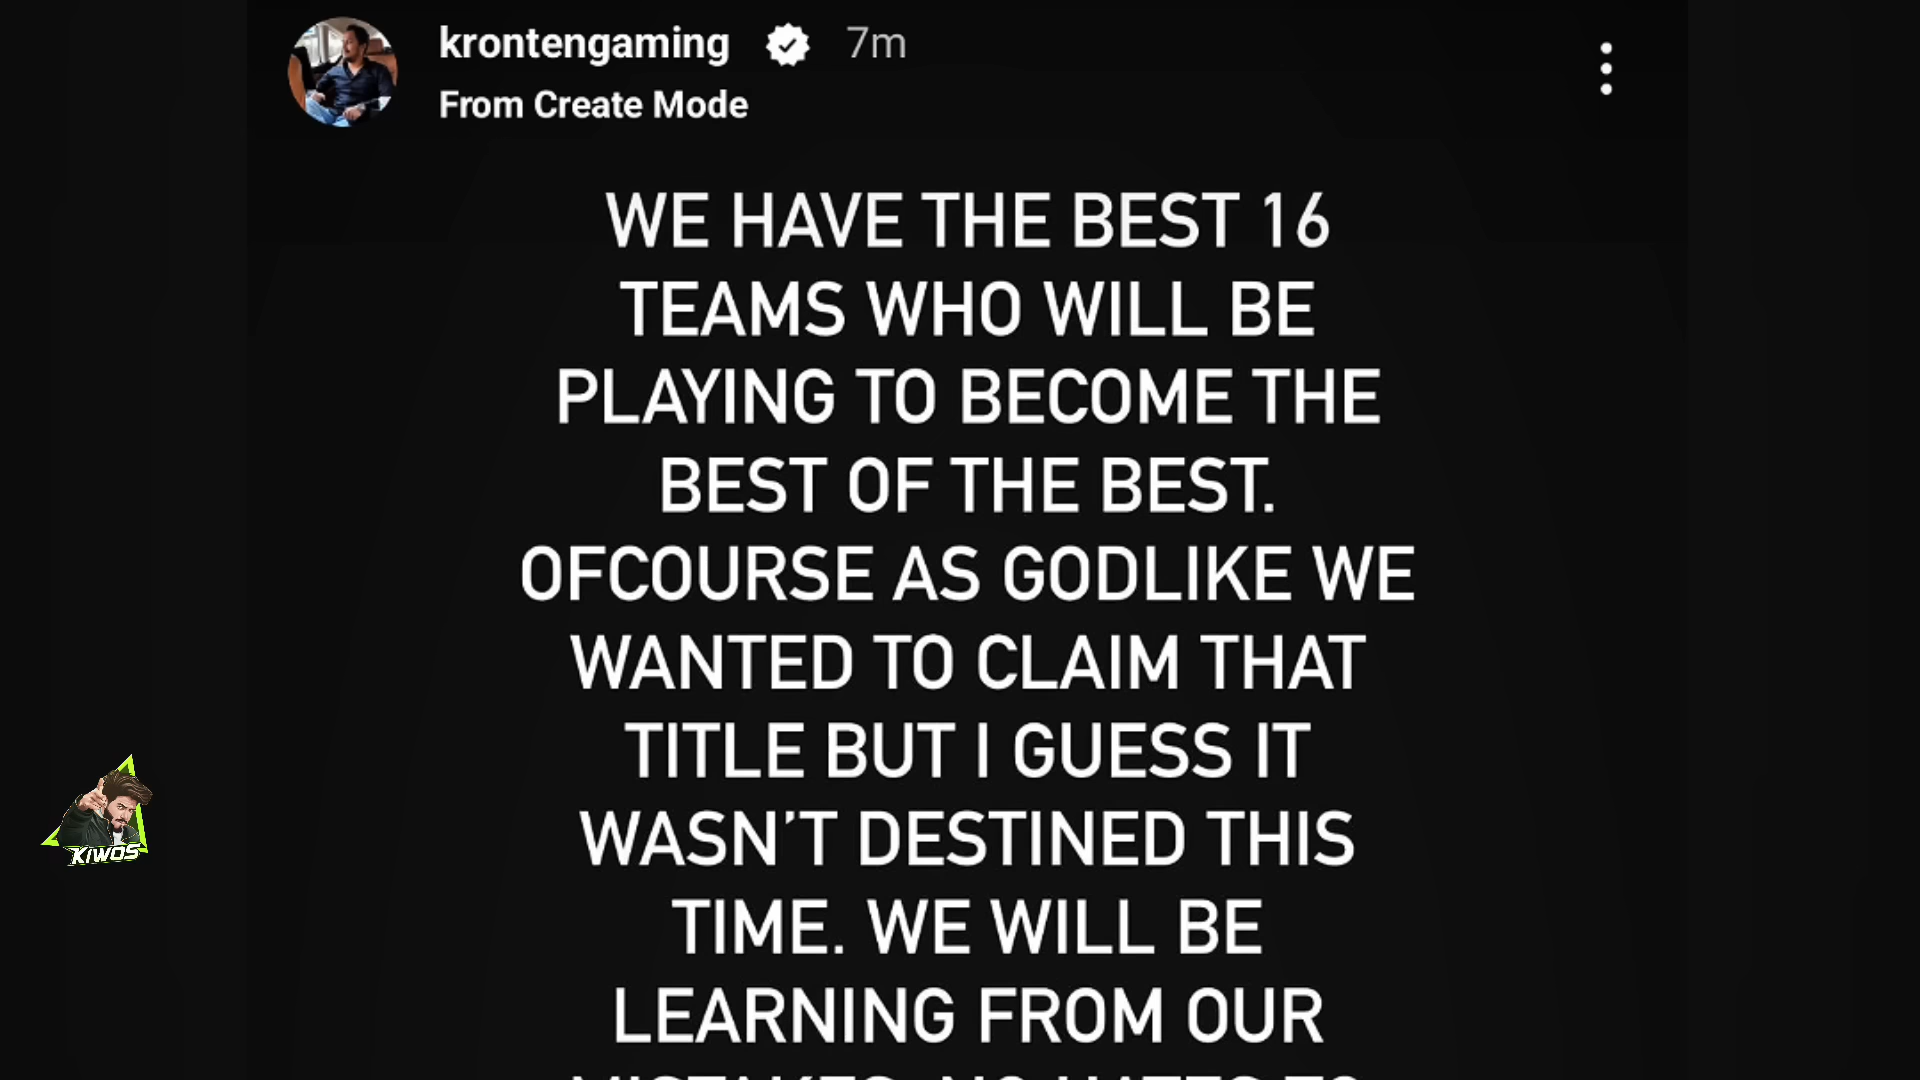 krontengaming 7m
From Create Mode
WE HAVE THE BEST 16
TEAMS WHO WILL BE
PLAYING TO BECOME THE
BEST OF THE BEST.
OFCOURSE AS GODLIKE WE
WANTED TO CLAIM THAT
TITLE BUT I GUESS IT
WASN'T DESTINED THIS
TIME. WE WILL BE
LEARNING FROM OUR
KIWOS